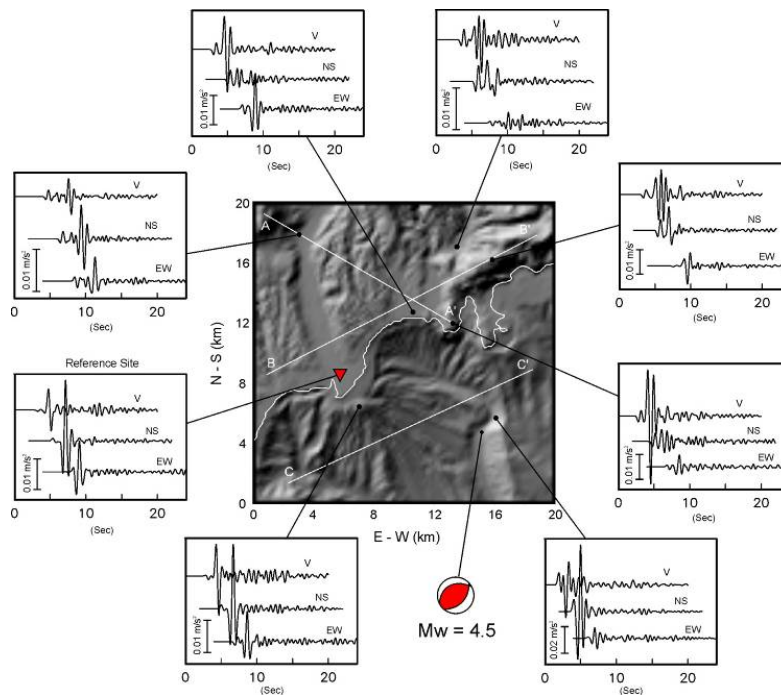 V
NS
EW
0.01 m/s²
0 10 20
(Sec)
V
NS
EW
0.01 m/s²
0 10 20
(Sec)
V
NS
EW
0.01 m/s²
0 10 20
(Sec)
V
NS
EW
0.01 m/s²
0 10 20
(Sec)
Reference Site
V
NS
EW
0.01 m/s²
0 10 20
(Sec)
V
NS
EW
0.01 m/s²
0 10 20
(Sec)
V
NS
EW
0.01 m/s²
0 10 20
(Sec)
V
NS
EW
0.02 m/s²
0 10 20
(Sec)
20
16
12
8
4
0
N - S (km)
A
B'
A'
B
C'
C
0 4 8 12 16 20
E - W (km)
Mw = 4.5